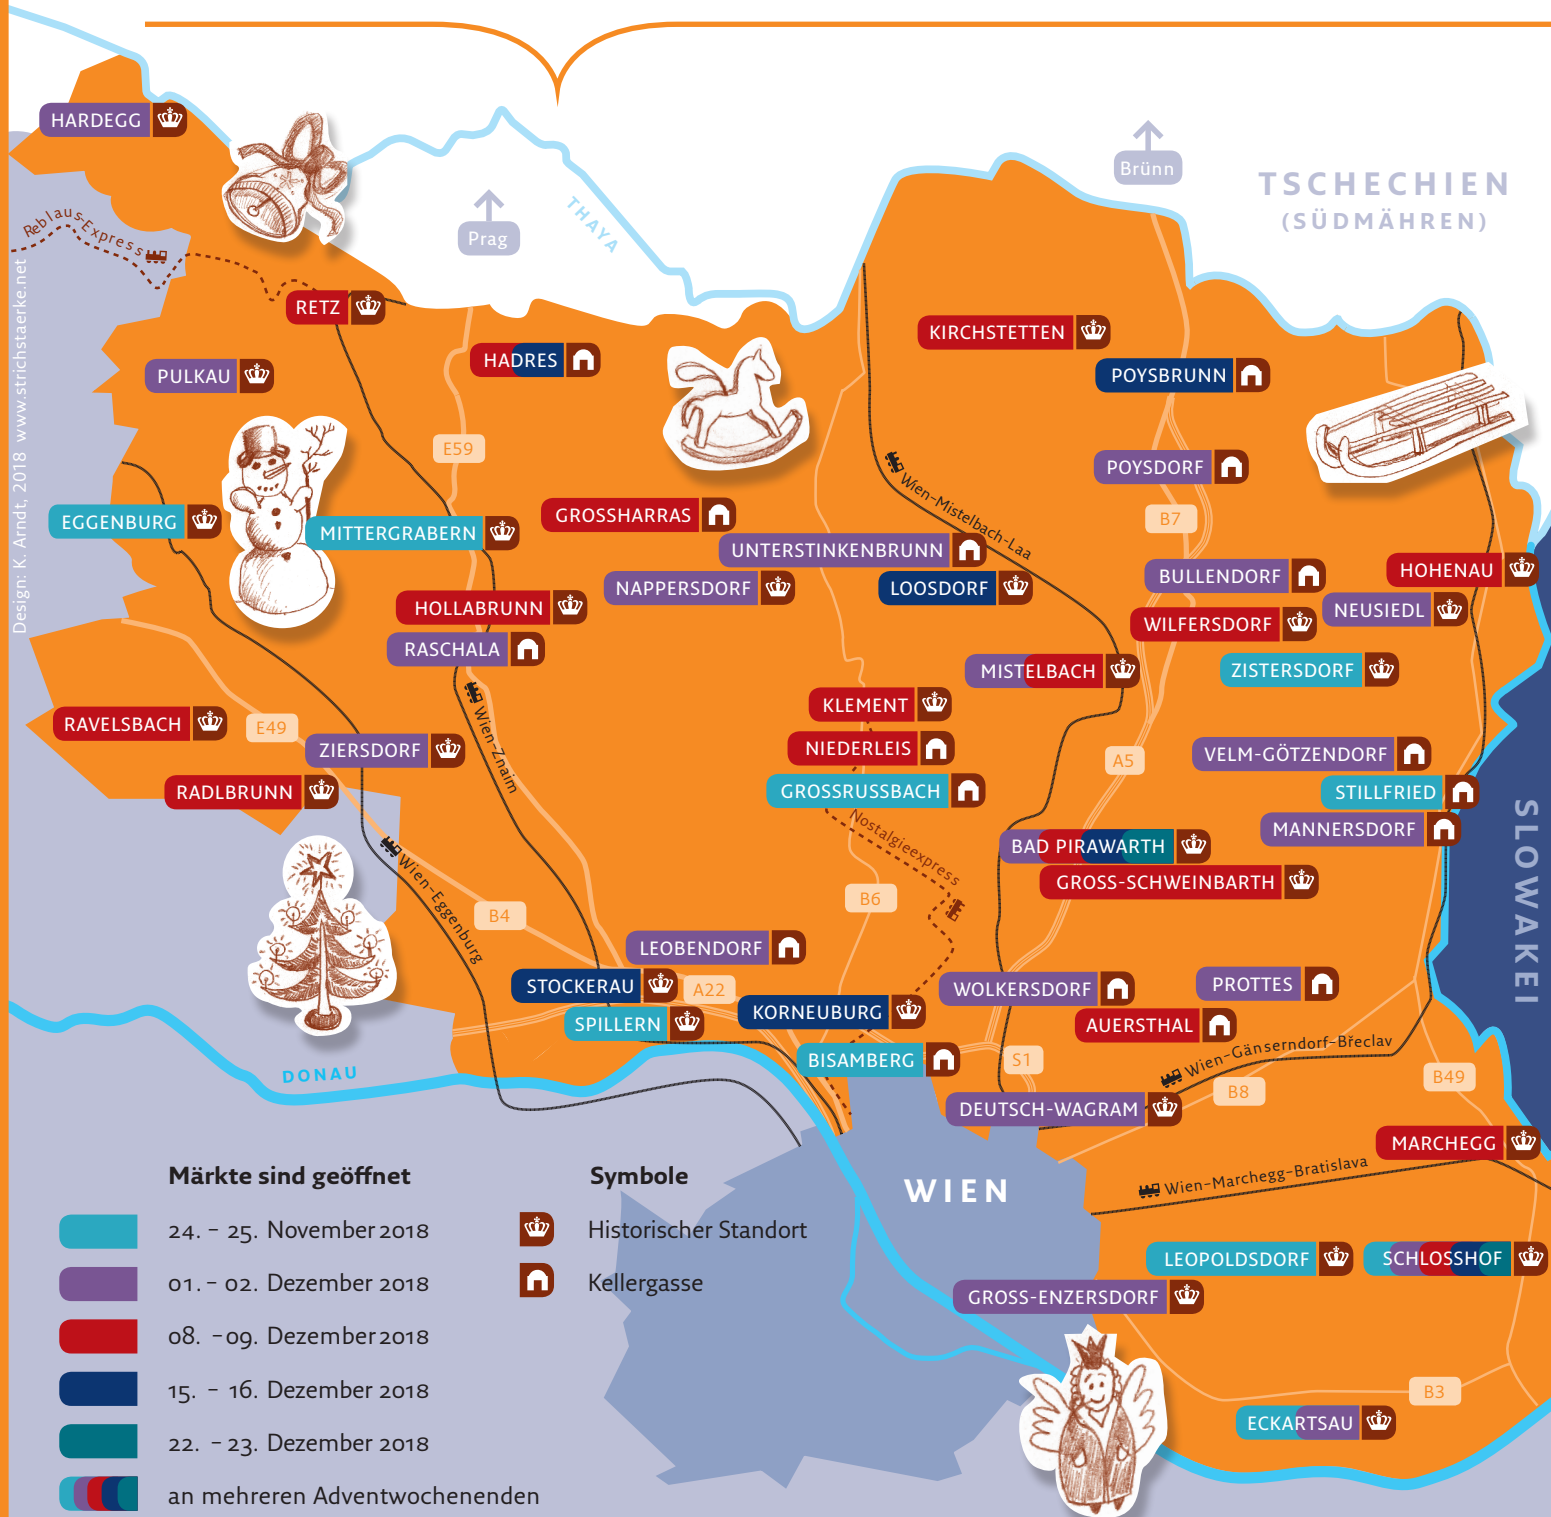 HARDEGG
Brünn
TSCHECHIEN
(SÜDMÄHREN)
THAYA
Prag
Reblaus-Express
RETZ
KIRCHSTETTEN
HADRES
PULKAU
POYSBRUNN
E59
POYSDORF
Wien-Mistelbach-Laa
EGGENBURG
MITTERGRABERN
GROSSHARRAS
B7
UNTERSTINKENBRUNN
NAPPERSDORF
LOOSDORF
BULLENDORF
HOHENAU
HOLLABRUNN
NEUSIEDL
WILFERSDORF
RASCHALA
MISTELBACH
ZISTERSDORF
Design: K. Arndt, 2018 www.strichstaerke.net
RAVELSBACH
E49
ZIERSDORF
Wien-Znaim
KLEMENT
NIEDERLEIS
A5
VELM-GÖTZENDORF
RADLBRUNN
GROSSRUSSBACH
STILLFRIED
MANNERSDORF
Nostalgieexpress
BAD PIRAWARTH
GROSS-SCHWEINBARTH
SLOWAKEI
Wien-Eggenburg
B4
B6
LEOBENDORF
STOCKERAU
A22
SPILLERN
KORNEUBURG
WOLKERSDORF
PROTTES
AUERSTHAL
BISAMBERG
S1
Wien-Gänserndorf-Břeclav
DONAU
B8
B49
DEUTSCH-WAGRAM
MARCHEGG
Wien-Marchegg-Bratislava
WIEN
LEOPOLDSDORF
SCHLOSSHOF
GROSS-ENZERSDORF
B3
ECKARTSAU
Märkte sind geöffnet
24. – 25. November 2018
01. – 02. Dezember 2018
08. – 09. Dezember 2018
15. – 16. Dezember 2018
22. – 23. Dezember 2018
an mehreren Adventwochenenden
Symbole
Historischer Standort
Kellergasse